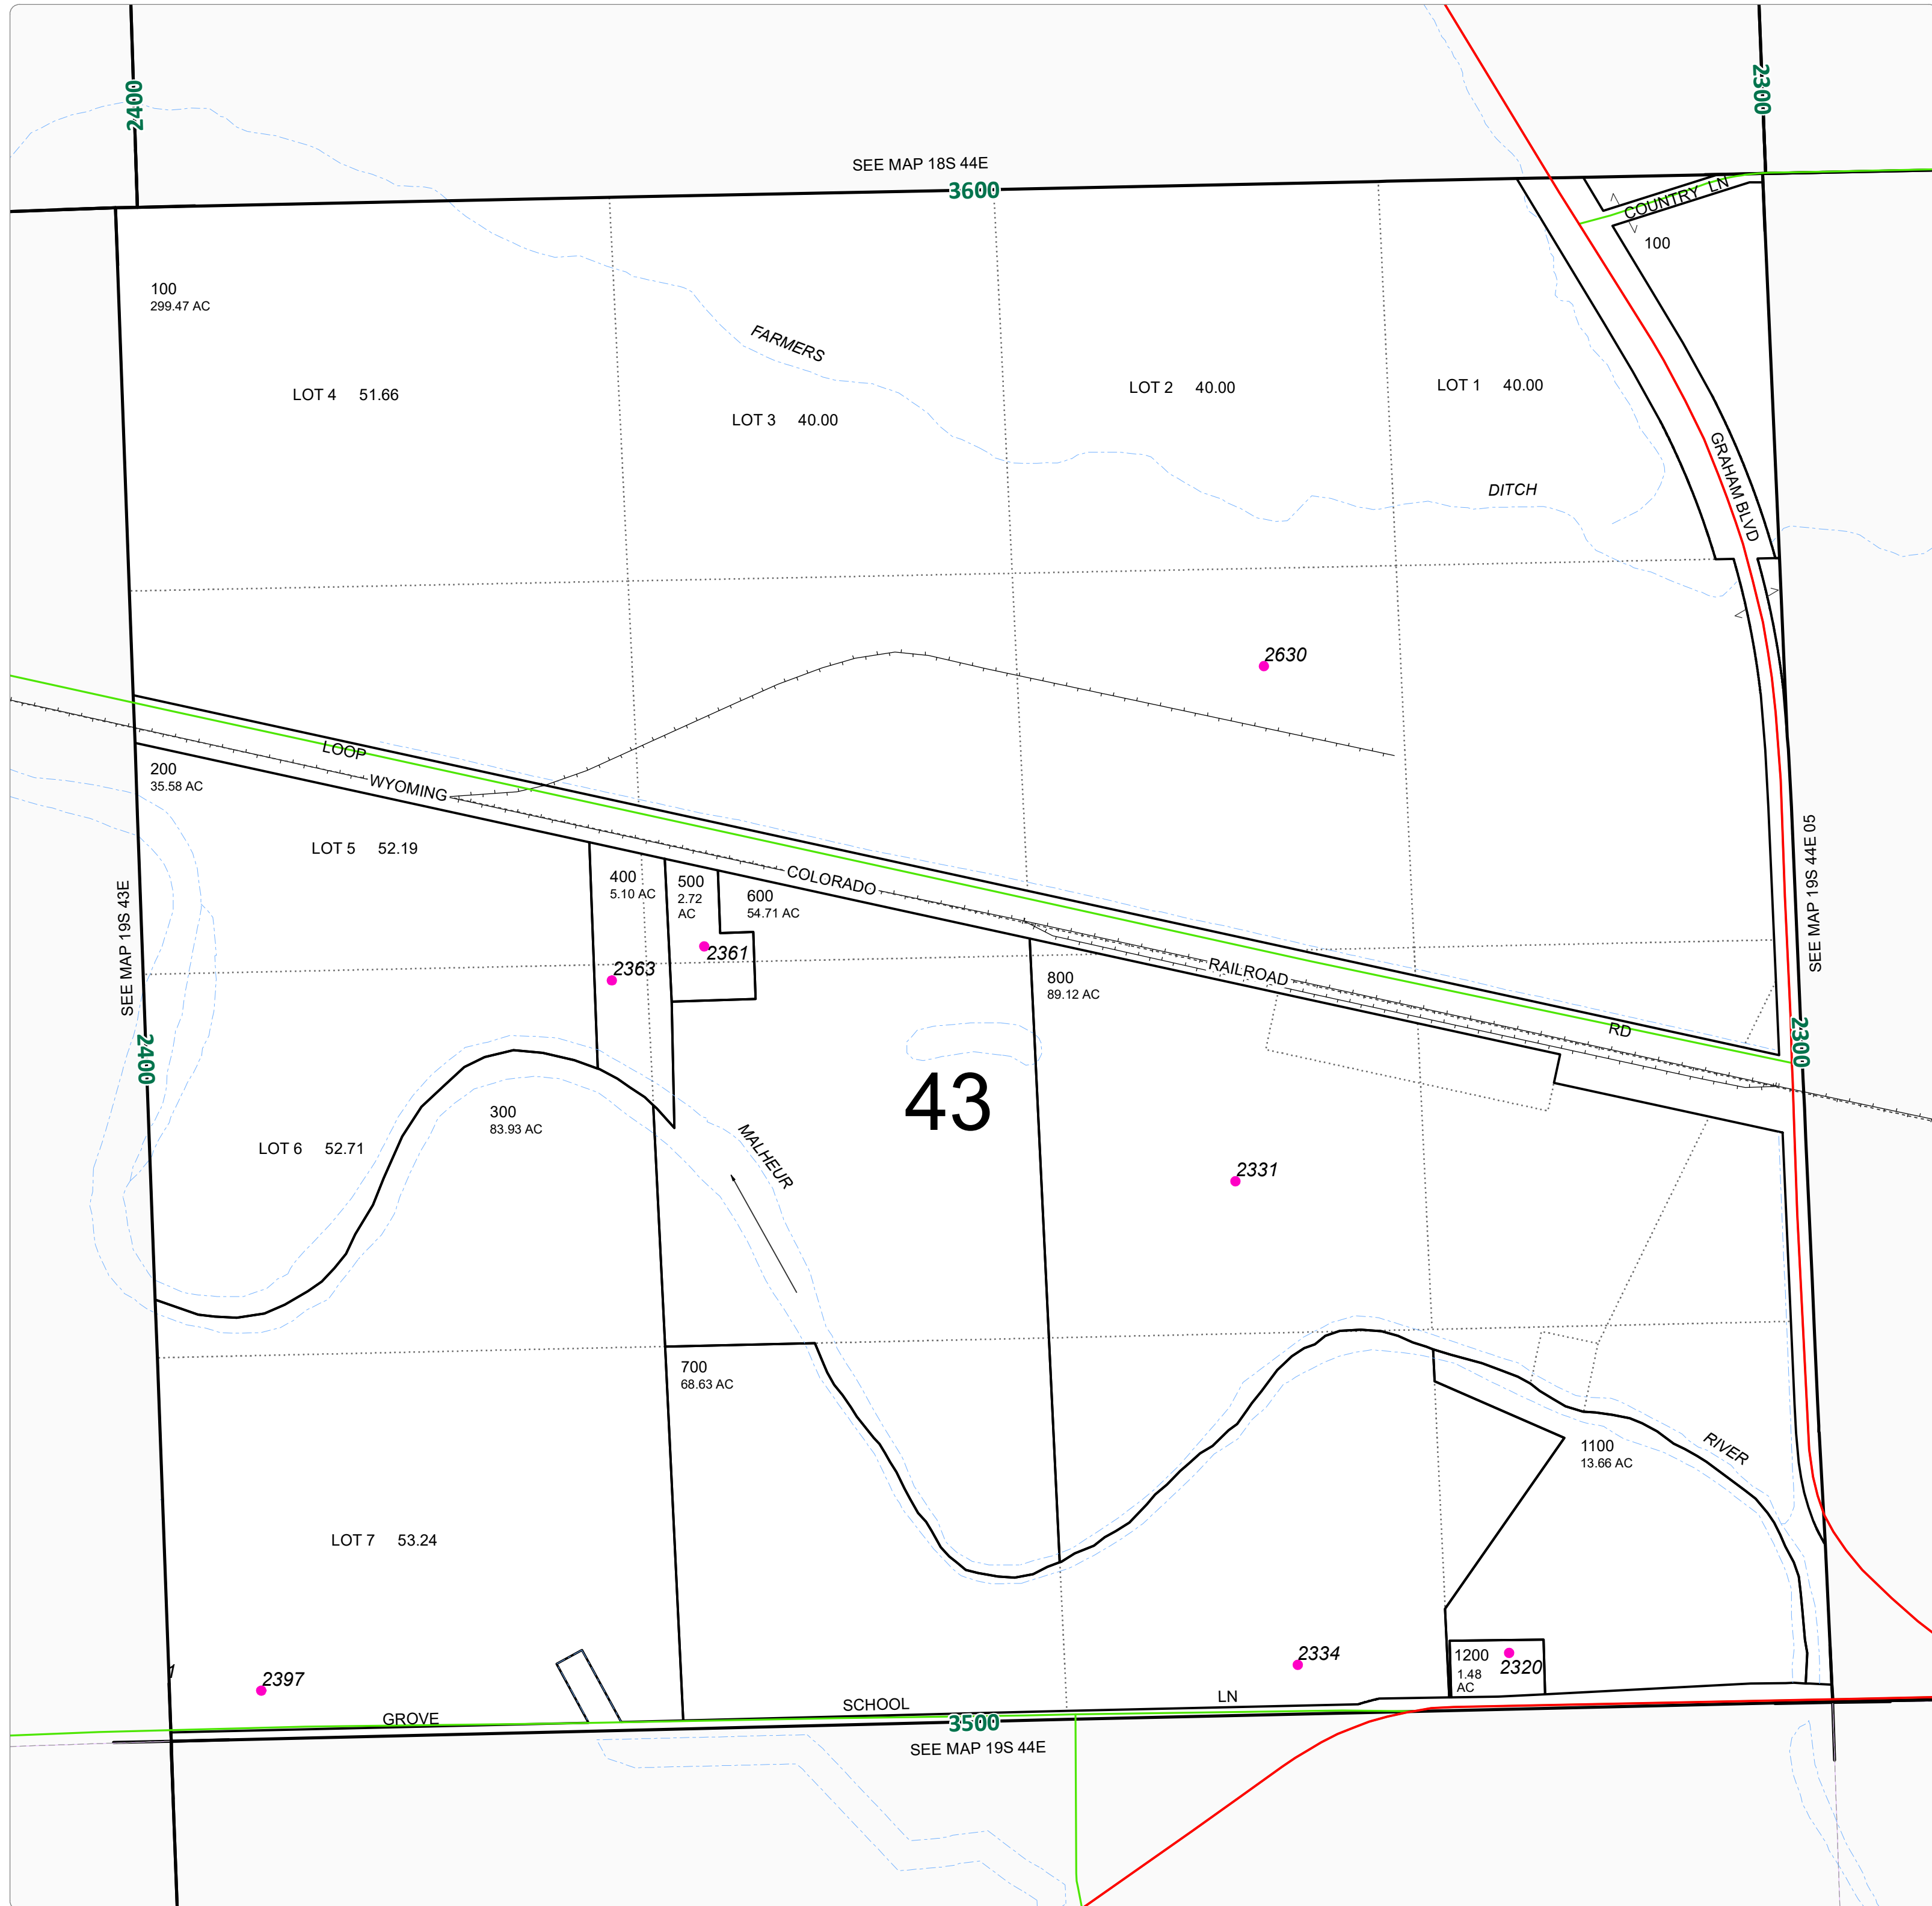 2400
2300
SEE MAP 18S 44E
3600
COUNTRY LN
100
100
299.47 AC
FARMERS
LOT 4 51.66
LOT 3 40.00
LOT 2 40.00
LOT 1 40.00
GRAHAM BLVD
DITCH
2630
LOOP
WYOMING
200
35.58 AC
LOT 5 52.19
400
5.10 AC
500
2.72
AC
600
54.71 AC
COLORADO
SEE MAP 19S 43E
SEE MAP 19S 44E 05
2361
2363
RAILROAD
800
89.12 AC
RD
2400
2300
43
300
83.93 AC
LOT 6 52.71
MALHEUR
2331
700
68.63 AC
1100
13.66 AC
RIVER
LOT 7 53.24
1
2397
2334
1200
1.48
AC
2320
GROVE
SCHOOL
LN
3500
SEE MAP 19S 44E